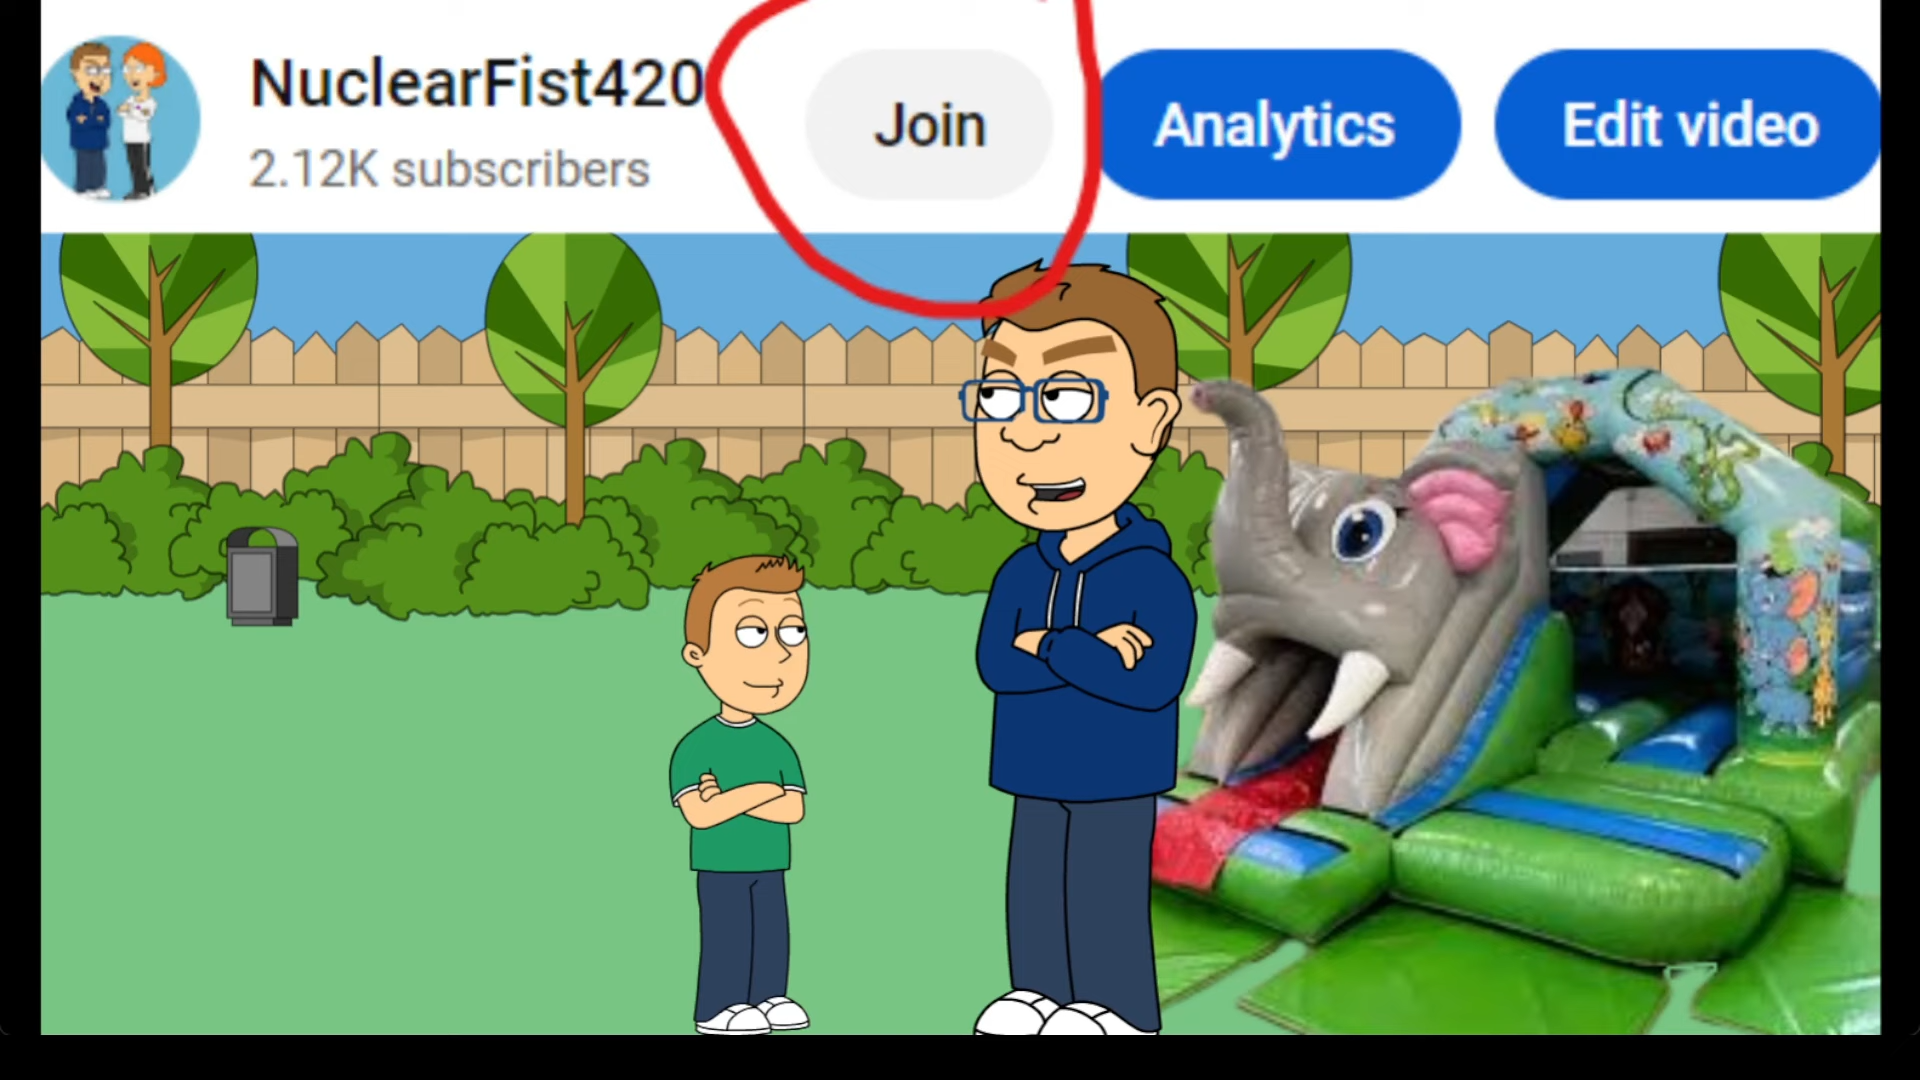 NuclearFist420
2.12K subscribers
Join
Analytics
Edit video